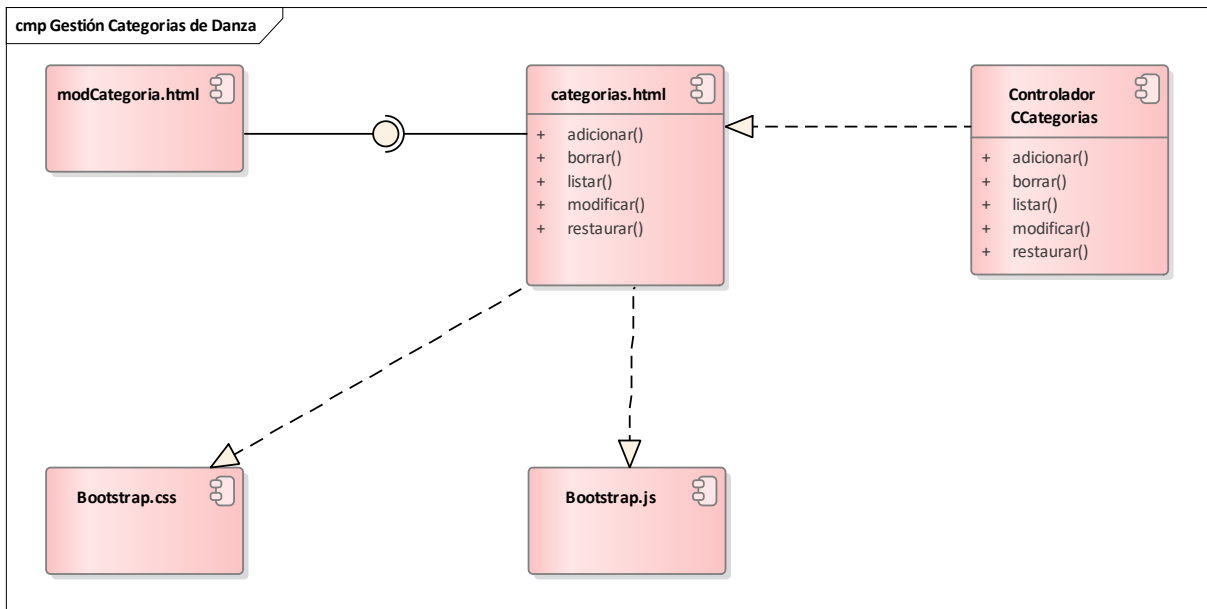 cmp Gestión Categorias de Danza
modCategoria.html
categorias.html
+ adicionar()
+ borrar()
+ listar()
+ modificar()
+ restaurar()
Controlador
CCategorias
+ adicionar()
+ borrar()
+ listar()
+ modificar()
+ restaurar()
Bootstrap.css
Bootstrap.js